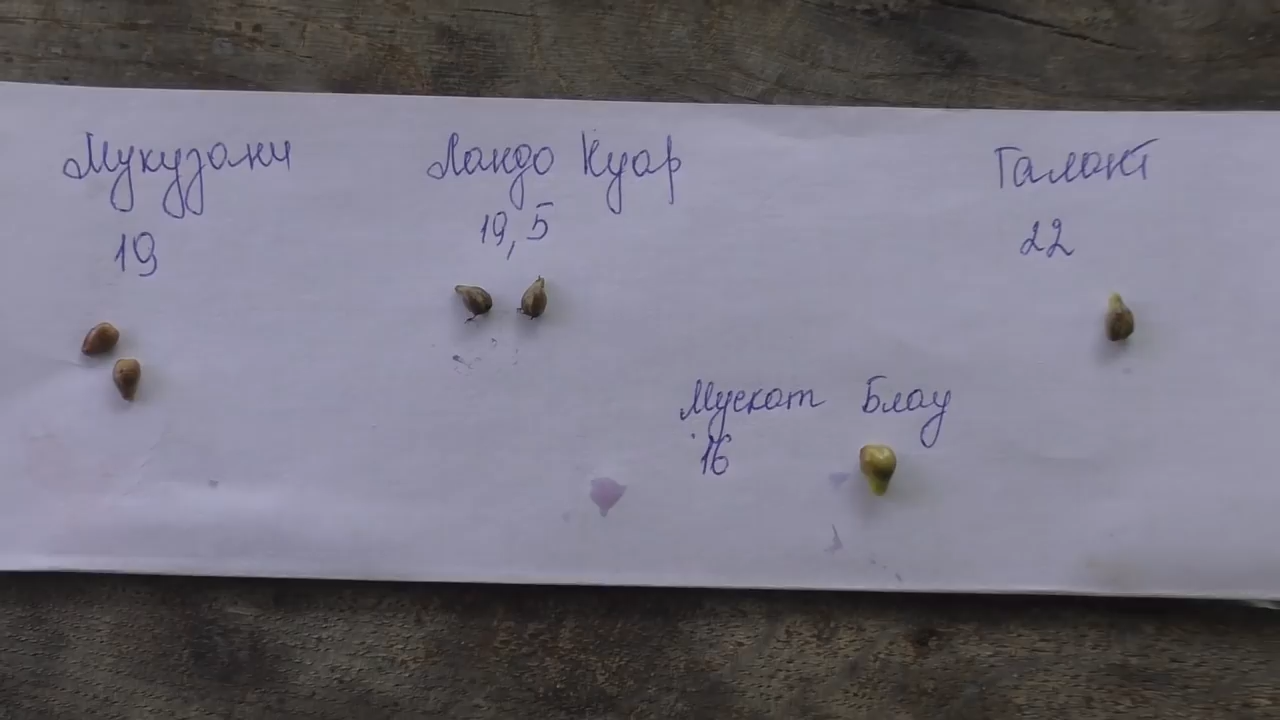 Мукузани
19
Ландо Нуар
19,5
Галант
22
Мускат Блау
16